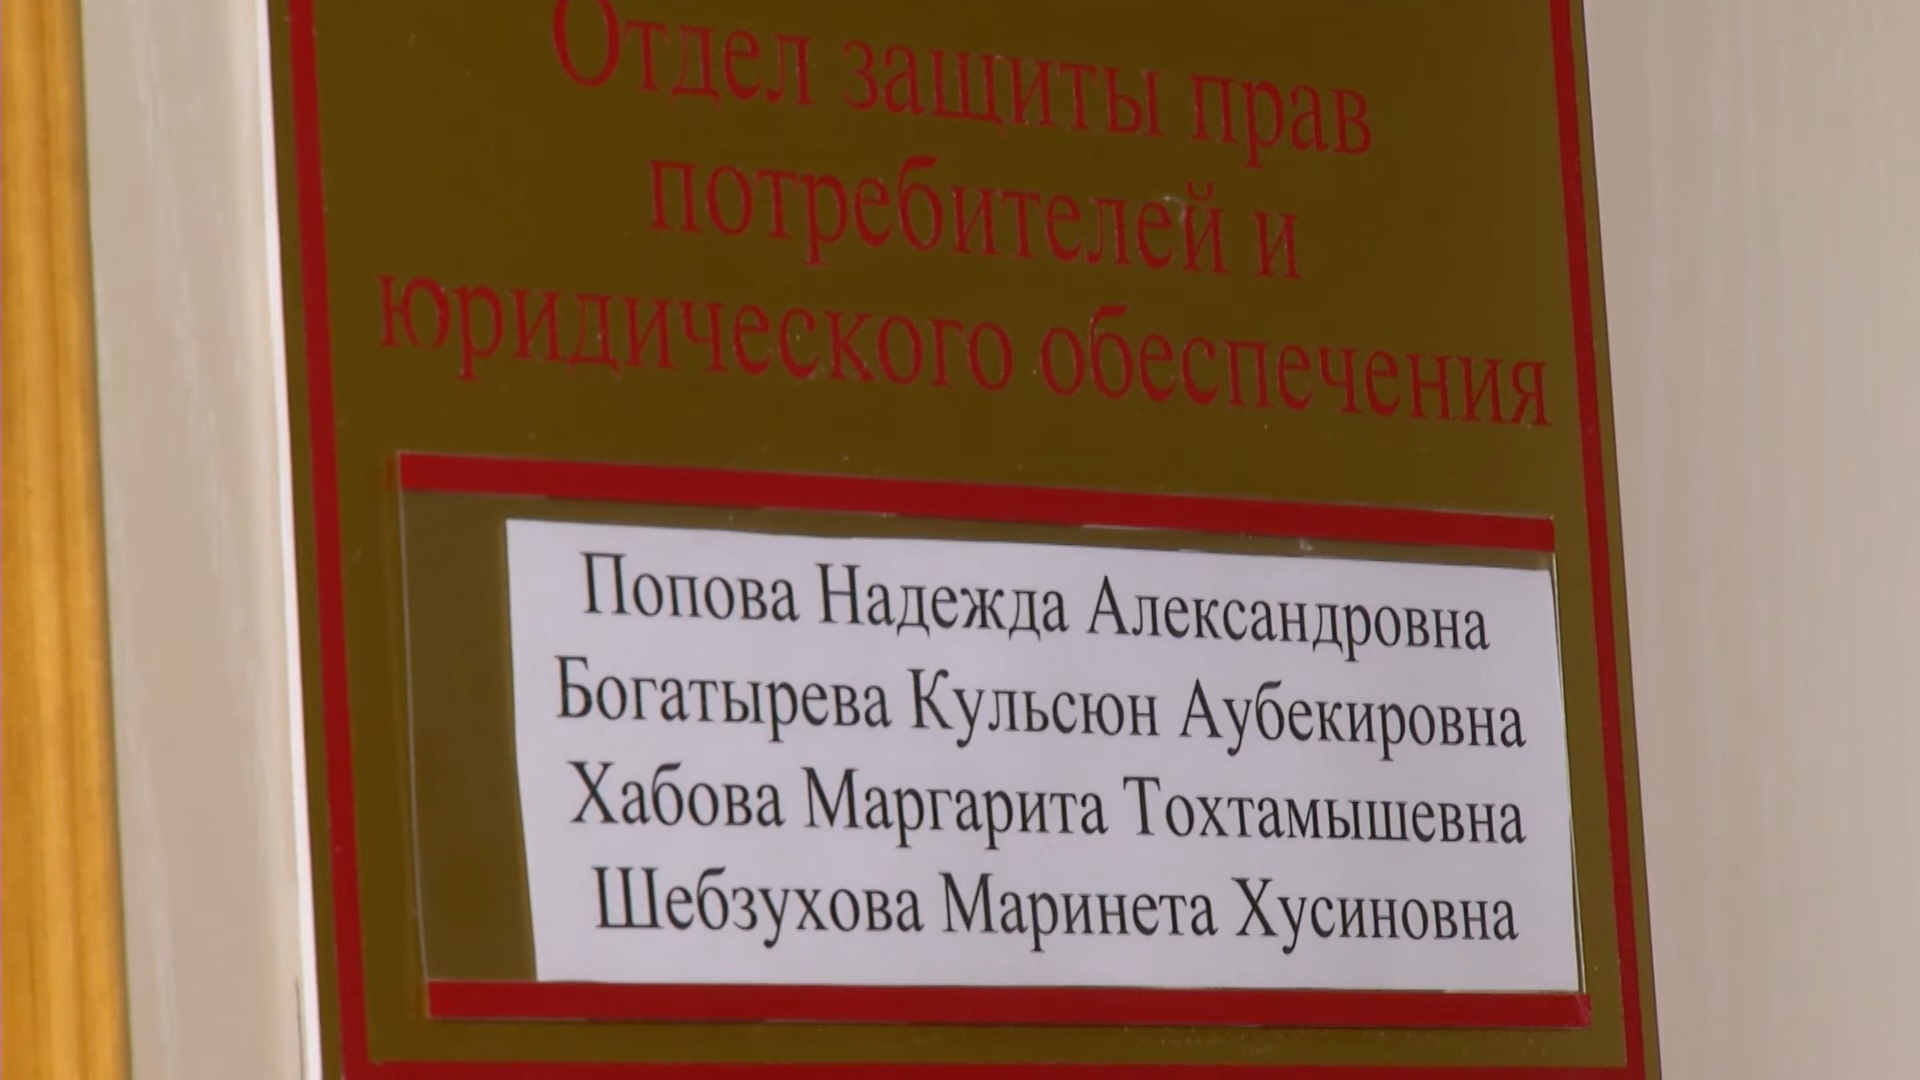 Отдел защиты прав
потребителей и
юридического обеспечения
Попова Надежда Александровна
Богатырева Кульсюн Аубекировна
Хабова Маргарита Тохтамышевна
Шебзухова Маринета Хусиновна